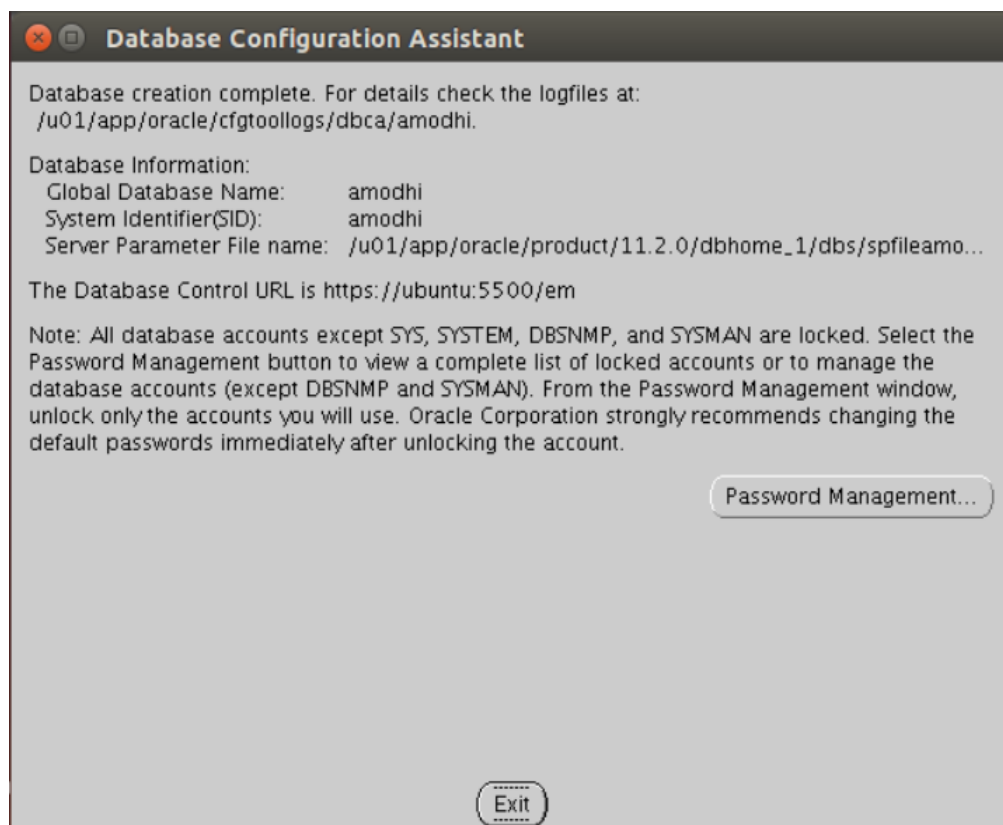 Database Configuration Assistant
Database creation complete. For details check the logfiles at:
/u01/app/oracle/cfgtoollogs/dbca/amodhi.
Database Information:
Global Database Name: amodhi
System Identifier(SID): amodhi
Server Parameter File name: /u01/app/oracle/product/11.2.0/dbhome_1/dbs/spfileamo...
The Database Control URL is https://ubuntu:5500/em
Note: All database accounts except SYS, SYSTEM, DBSNMP, and SYSMAN are locked. Select the
Password Management button to view a complete list of locked accounts or to manage the
database accounts (except DBSNMP and SYSMAN). From the Password Management window,
unlock only the accounts you will use. Oracle Corporation strongly recommends changing the
default passwords immediately after unlocking the account.
Password Management...
Exit